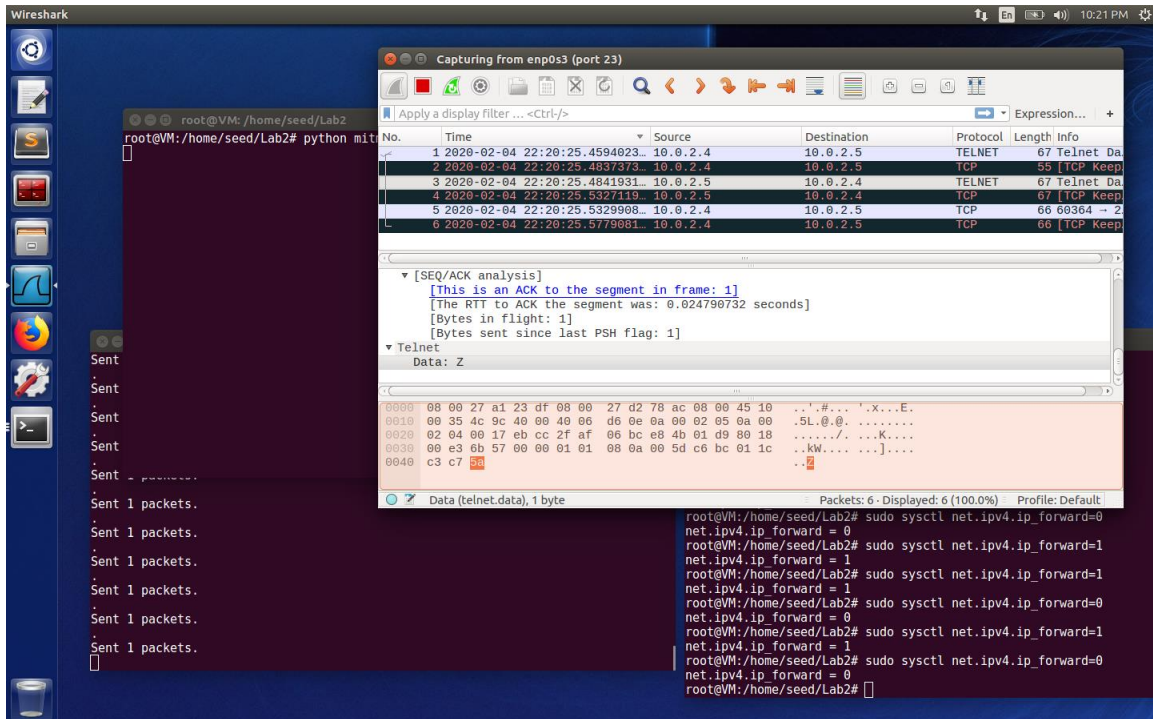 Wireshark
En
10:21 PM
Capturing from enp0s3 (port 23)
Apply a display filter … <Ctrl-/>
Expression…
+
No. Time Source Destination Protocol Length Info
1 2020-02-04 22:20:25.4594023… 10.0.2.4 10.0.2.5 TELNET 67 Telnet Da
2 2020-02-04 22:20:25.4837373… 10.0.2.4 10.0.2.5 TCP 55 [TCP Keep
3 2020-02-04 22:20:25.4841931… 10.0.2.5 10.0.2.4 TELNET 67 Telnet Da
4 2020-02-04 22:20:25.5327119… 10.0.2.5 10.0.2.4 TCP 67 [TCP Keep
5 2020-02-04 22:20:25.5329908… 10.0.2.4 10.0.2.5 TCP 66 60364 → 2
6 2020-02-04 22:20:25.5779081… 10.0.2.4 10.0.2.5 TCP 66 [TCP Keep
[SEQ/ACK analysis]
[This is an ACK to the segment in frame: 1]
[The RTT to ACK the segment was: 0.024790732 seconds]
[Bytes in flight: 1]
[Bytes sent since last PSH flag: 1]
Telnet
Data: Z
0000 08 00 27 a1 23 df 08 00 27 d2 78 ac 08 00 45 10 ..'.#... '.x...E.
0010 00 35 4c 9c 40 00 40 06 d6 0e 0a 00 02 05 0a 00 .5L.@.@. ........
0020 02 04 00 17 eb cc 2f af 06 bc e8 4b 01 d9 80 18 ....../. ...K....
0030 00 e3 6b 57 00 00 01 01 08 0a 00 5d c6 bc 01 1c ..kW.... ...]....
0040 c3 c7 5a ..Z
Data (telnet.data), 1 byte
Packets: 6 · Displayed: 6 (100.0%)
Profile: Default
root@VM: /home/seed/Lab2
root@VM:/home/seed/Lab2# python mitm
Sent
.
Sent
.
Sent
.
Sent
.
Sent 1 packets.
.
Sent 1 packets.
.
Sent 1 packets.
.
Sent 1 packets.
.
Sent 1 packets.
.
Sent 1 packets.
.
Sent 1 packets.
root@VM:/home/seed/Lab2# sudo sysctl net.ipv4.ip_forward=0
net.ipv4.ip_forward = 0
root@VM:/home/seed/Lab2# sudo sysctl net.ipv4.ip_forward=1
net.ipv4.ip_forward = 1
root@VM:/home/seed/Lab2# sudo sysctl net.ipv4.ip_forward=1
net.ipv4.ip_forward = 1
root@VM:/home/seed/Lab2# sudo sysctl net.ipv4.ip_forward=0
net.ipv4.ip_forward = 0
root@VM:/home/seed/Lab2# sudo sysctl net.ipv4.ip_forward=1
net.ipv4.ip_forward = 1
root@VM:/home/seed/Lab2# sudo sysctl net.ipv4.ip_forward=0
net.ipv4.ip_forward = 0
root@VM:/home/seed/Lab2#